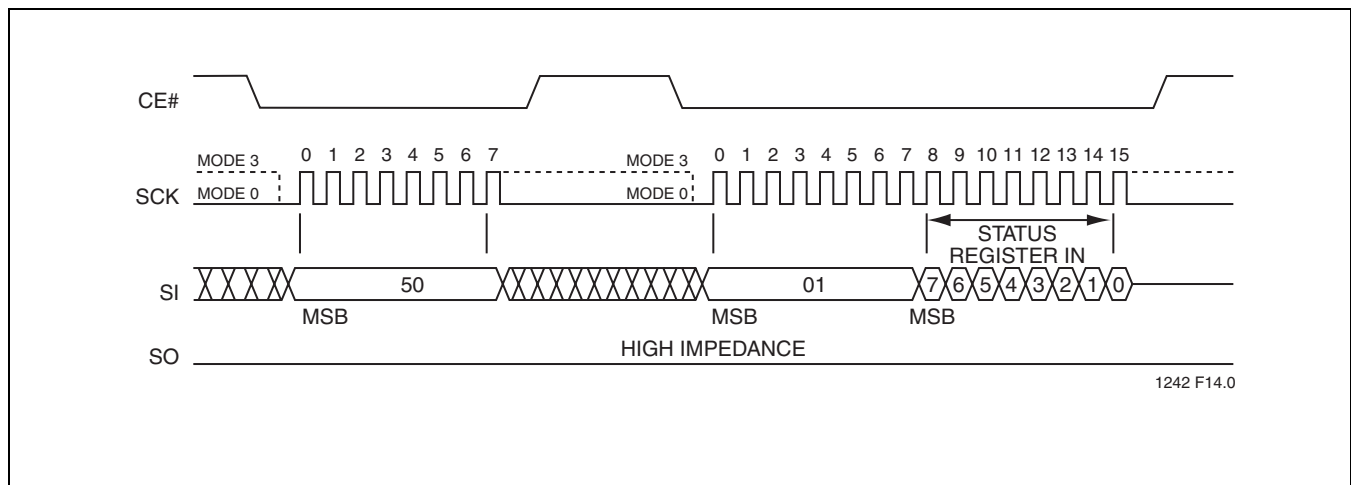 CE#
MODE 3 0 1 2 3 4 5 6 7 MODE 3 0 1 2 3 4 5 6 7 8 9 10 11 12 13 14 15
SCK MODE 0 MODE 0
STATUS
REGISTER IN
SI 50 01 7 6 5 4 3 2 1 0
MSB MSB MSB
SO HIGH IMPEDANCE
1242 F14.0